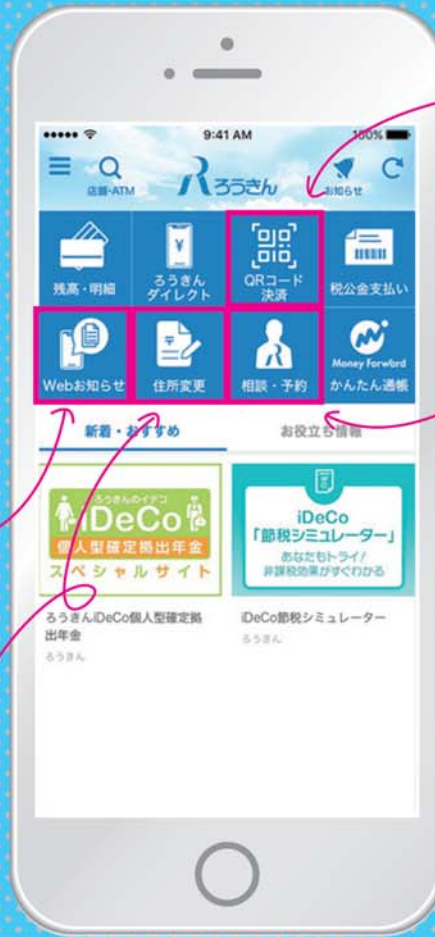 9:41 AM
100%
店舗・ATM
ろうきん
お知らせ
残高・明細
ろうきん
ダイレクト
QRコード
決済
税公金支払い
Webお知らせ
住所変更
相談・予約
Money Forward
かんたん通帳
新着・おすすめ
お役立ち情報
ろうきんのイデコ
iDeCo
個人型確定拠出年金
スペシャルサイト
iDeCo
「節税シミュレーター」
あなたもトライ!
非課税効果がすぐわかる
ろうきんiDeCo個人型確定拠
出年金
ろうきん
iDeCo節税シミュレーター
ろうきん